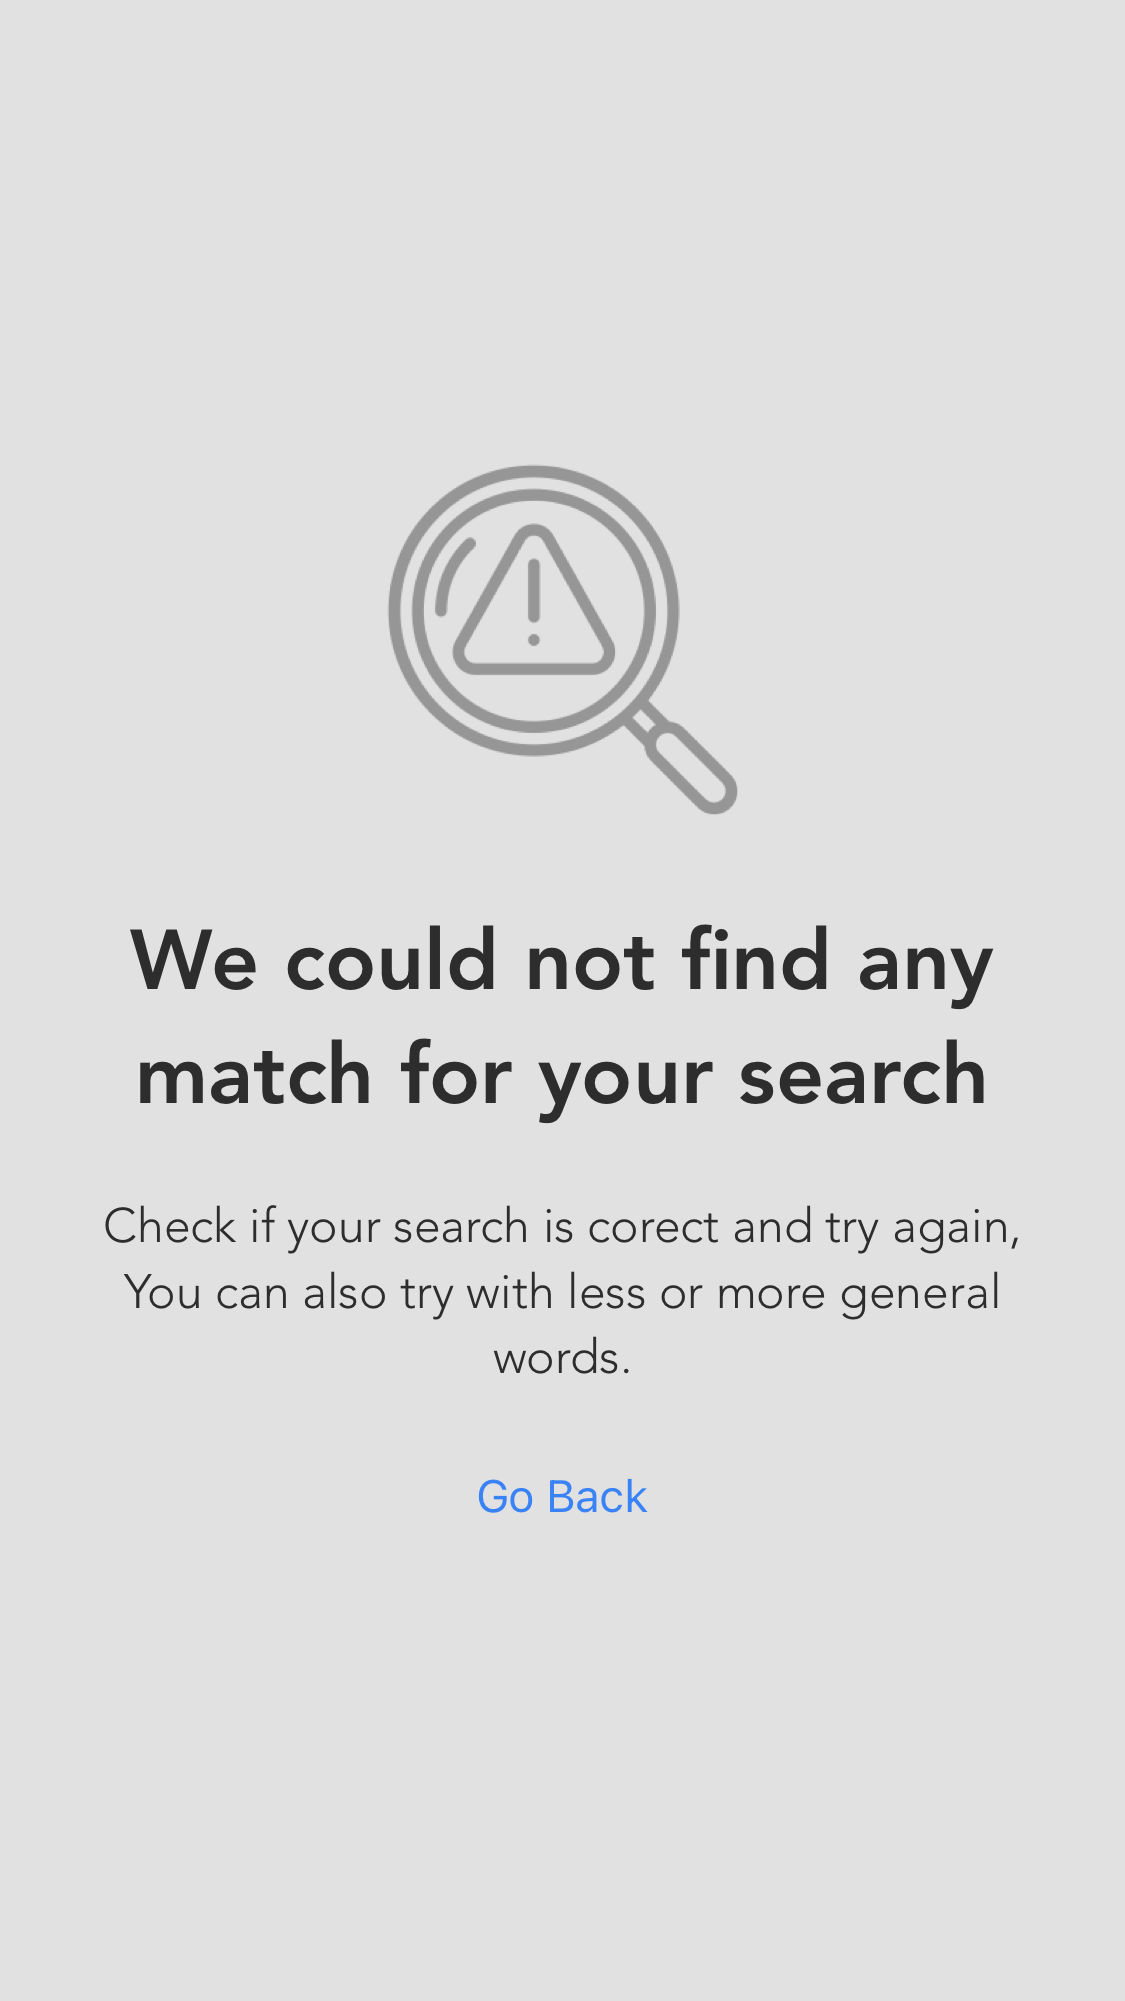 We could not find any
match for your search
Check if your search is corect and try again,
You can also try with less or more general
words.
Go Back